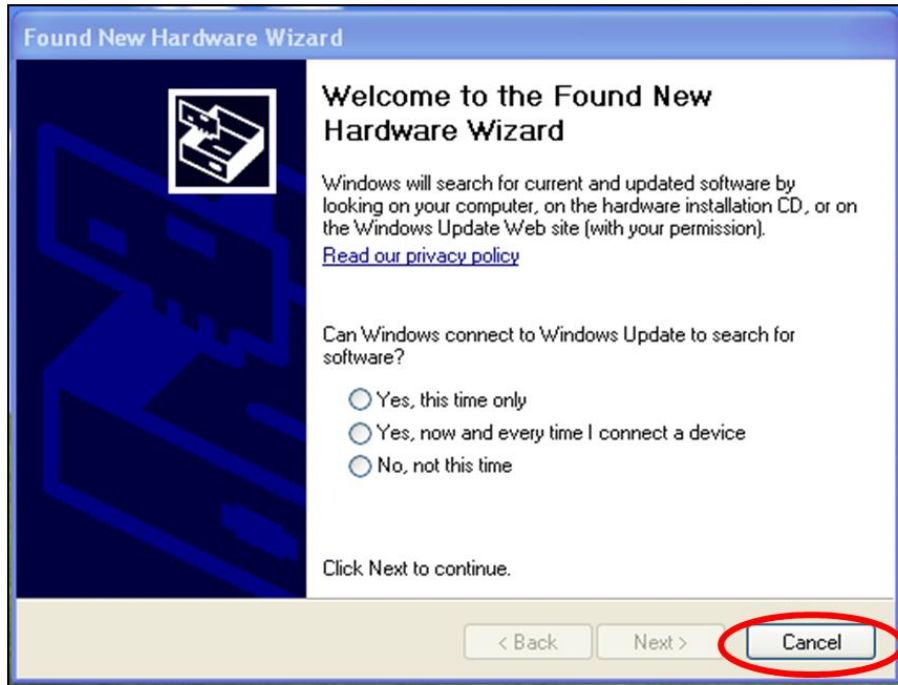 Found New Hardware Wizard
Welcome to the Found New
Hardware Wizard
Windows will search for current and updated software by
looking on your computer, on the hardware installation CD, or on
the Windows Update Web site (with your permission).
Read our privacy policy
Can Windows connect to Windows Update to search for
software?
Yes, this time only
Yes, now and every time I connect a device
No, not this time
Click Next to continue.
< Back Next > Cancel